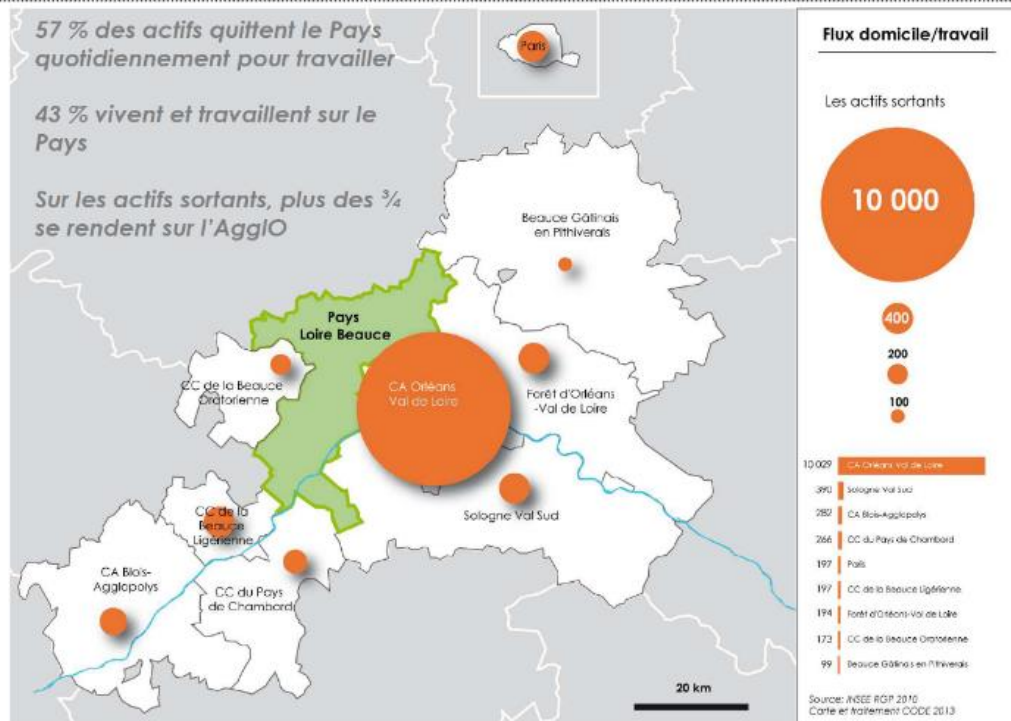 57 % des actifs quittent le Pays
quotidiennement pour travailler
43 % vivent et travaillent sur le
Pays
Sur les actifs sortants, plus des ¾
se rendent sur l'AgglO
Paris
Beauce Gâtinais
en Pithiverais
Pays
Loire Beauce
CC de la Beauce
Oratorienne
CA Orléans
Val de Loire
Forêt d'Orléans
-Val de Loire
Sologne Val Sud
CC de la
Beauce
Ligérienne
CA Blois-
Agglopolys
CC du Pays
de Chambord
20 km
Flux domicile/travail
Les actifs sortants
10 000
400
200
100
10 029 CA Orléans Val de Loire
390 Sologne Val Sud
282 CA Blois-Agglopolys
266 CC du Pays de Chambord
197 Paris
197 CC de la Beauce Ligérienne
194 Forêt d'Orléans-Val de Loire
173 CC de la Beauce Oratorienne
99 Beauce Gâtinais en Pithiverais
Source: INSEE RGP 2010
Carte et traitement CODE 2013